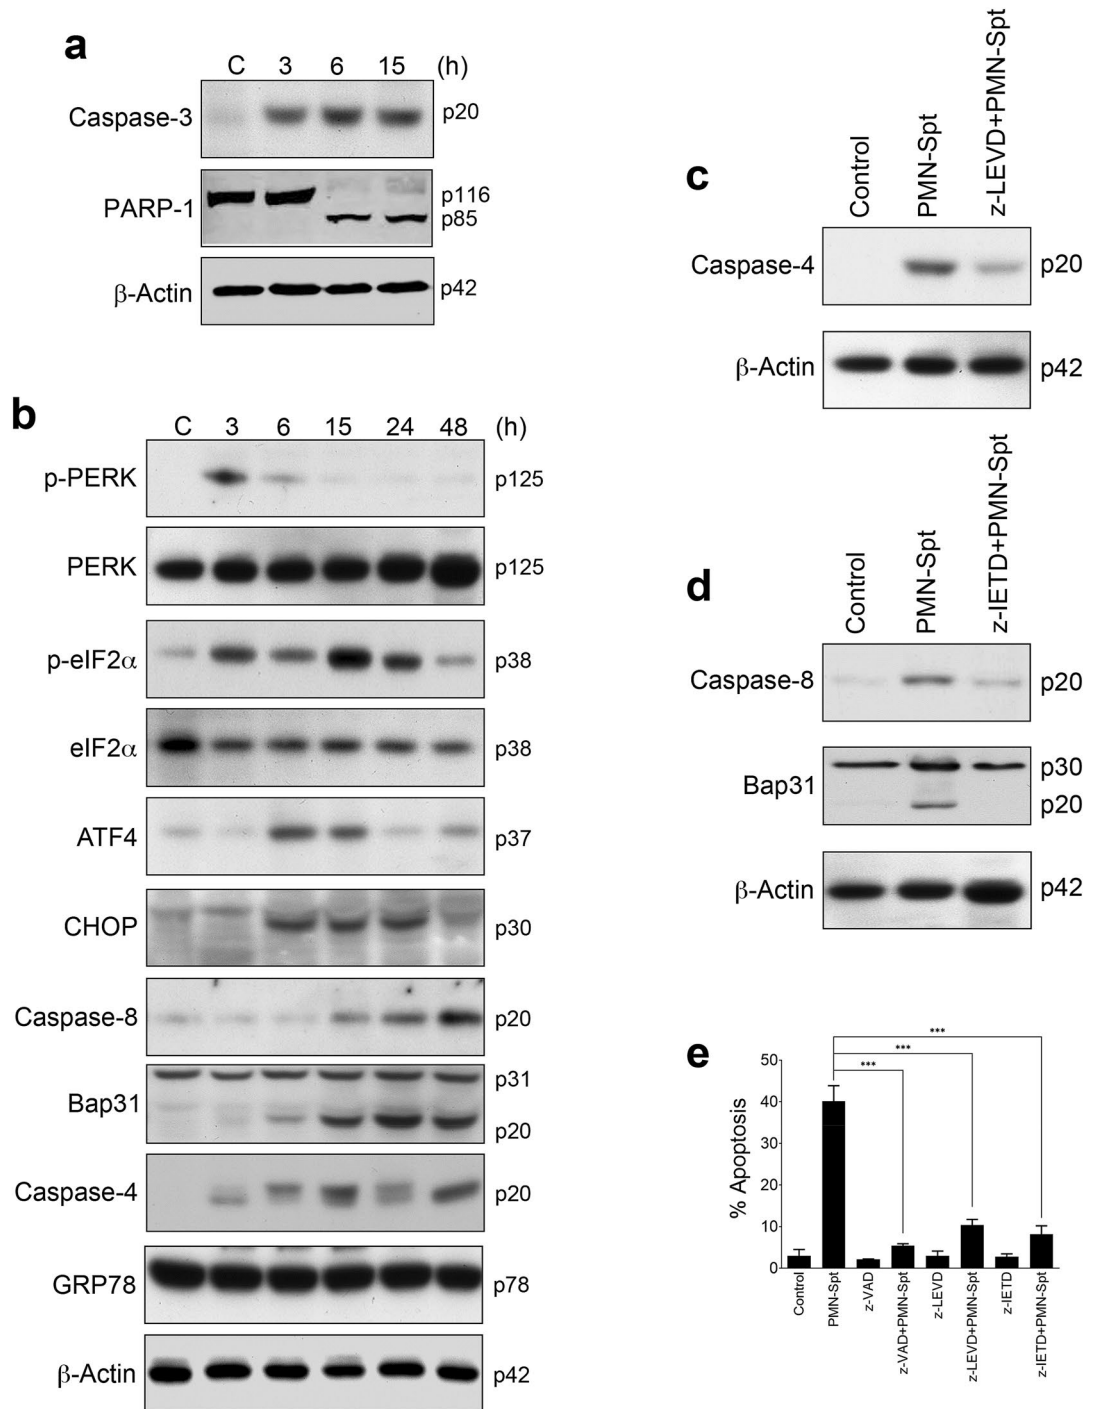 a
C 3 6 15 (h)
Caspase-3 p20
PARP-1 p116
p85
β-Actin p42
b
C 3 6 15 24 48 (h)
p-PERK p125
PERK p125
p-eIF2α p38
eIF2α p38
ATF4 p37
CHOP p30
Caspase-8 p20
Bap31 p31
p20
Caspase-4 p20
GRP78 p78
β-Actin p42
c
Control
PMN-Spt
z-LEVD+PMN-Spt
Caspase-4 p20
β-Actin p42
d
Control
PMN-Spt
z-IETD+PMN-Spt
Caspase-8 p20
Bap31 p30
p20
β-Actin p42
e
***
***
***
% Apoptosis
50
40
30
20
10
0
Control
PMN-Spt
z-VAD
z-VAD+PMN-Spt
z-LEVD
z-LEVD+PMN-Spt
z-IETD
z-IETD+PMN-Spt